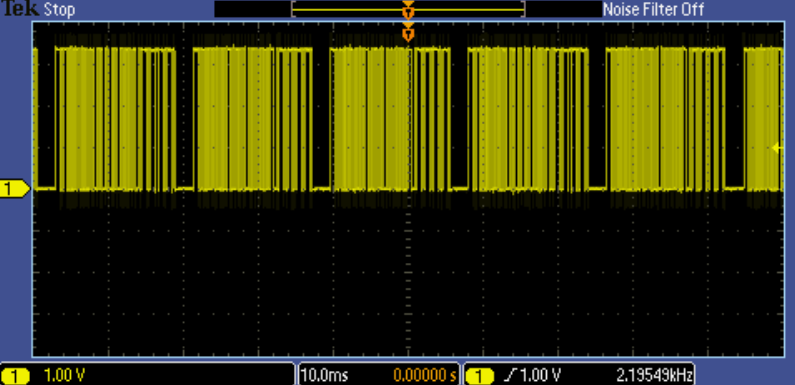 Tek Stop Noise Filter Off
T
T
1
1 1.00 V 10.0ms 0.00000 s 1 1.00 V 2.19549kHz